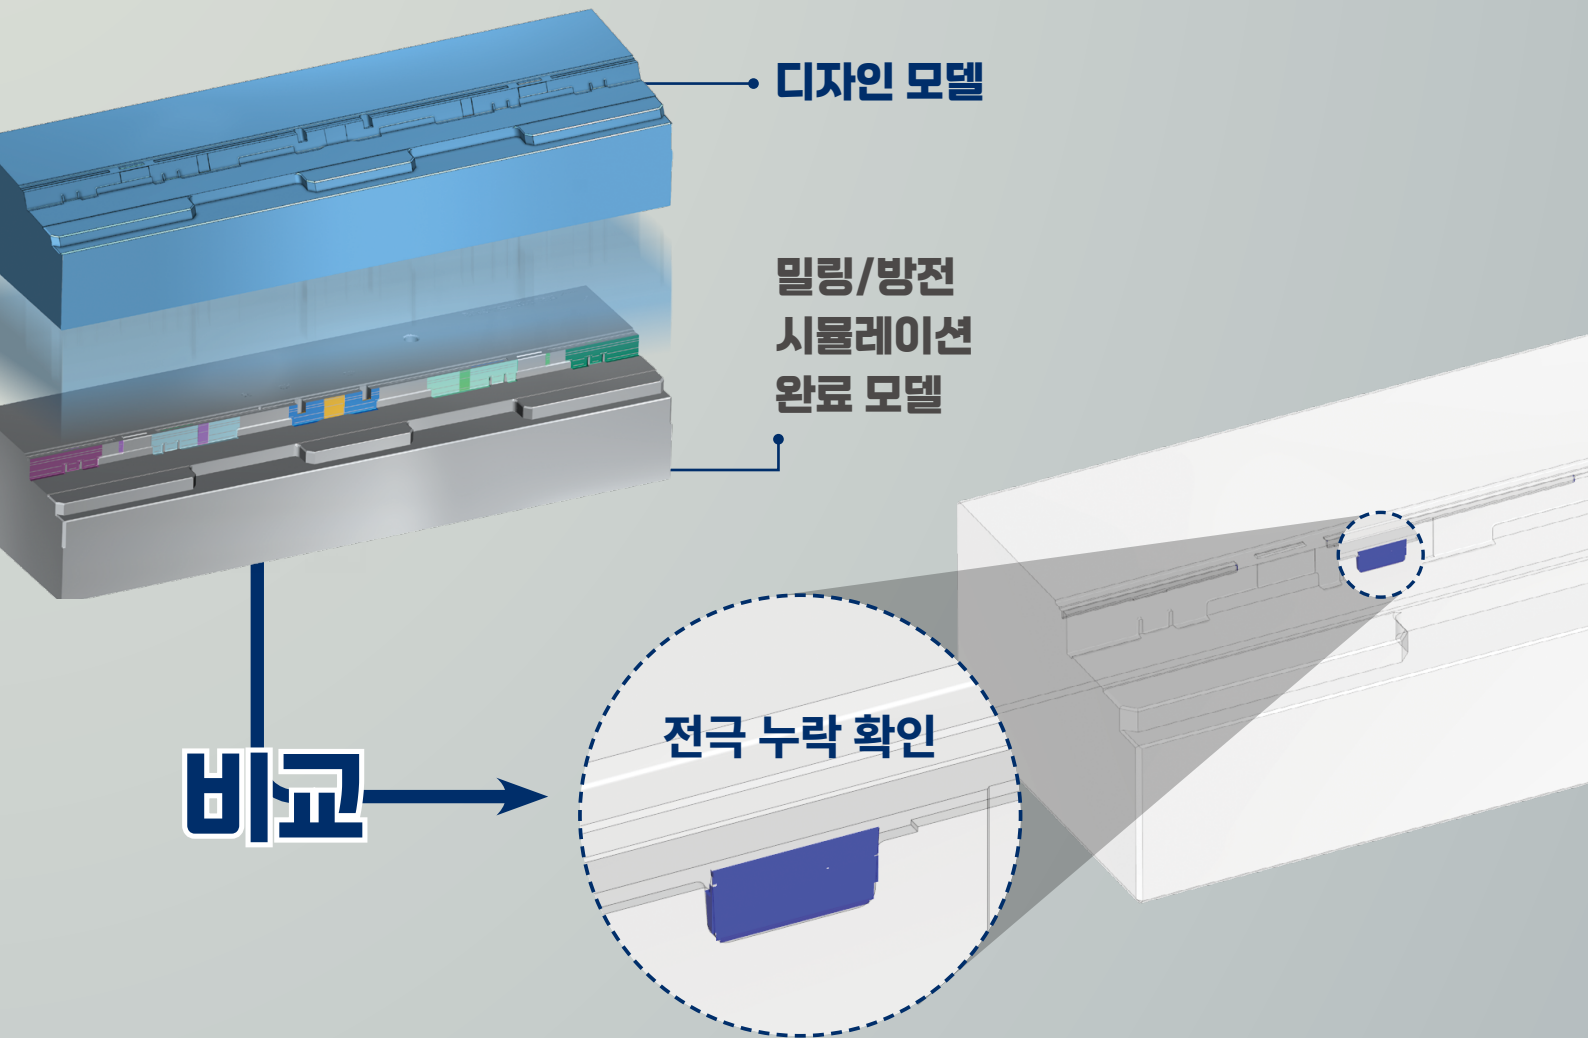 디자인 모델
밀링/방전
시뮬레이션
완료 모델
비교
전극 누락 확인